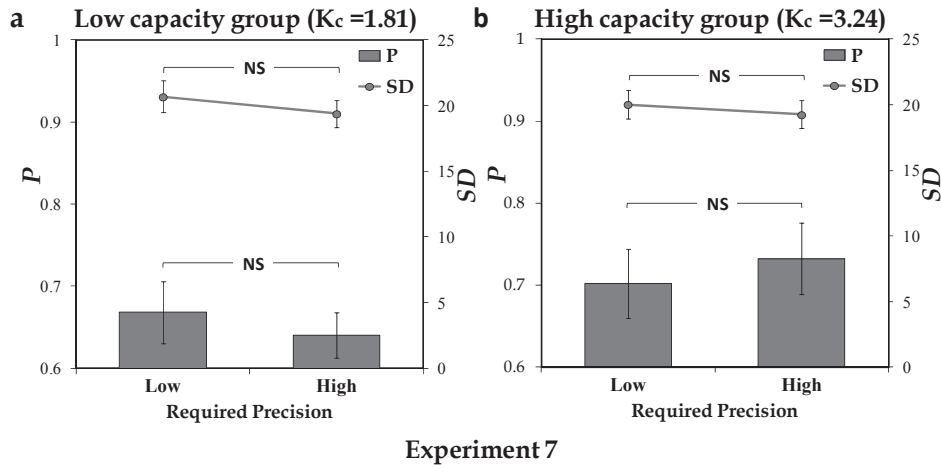 a Low capacity group (Kc =1.81)
1 25
P
SD
NS
0.9 20
0.8 15
P SD
10
NS
0.7
5
0.6 0
Low High
Required Precision
b High capacity group (Kc =3.24)
1 25
P
SD
NS
0.9 20
0.8 15
P SD
NS
10
0.7
5
0.6 0
Low High
Required Precision
Experiment 7